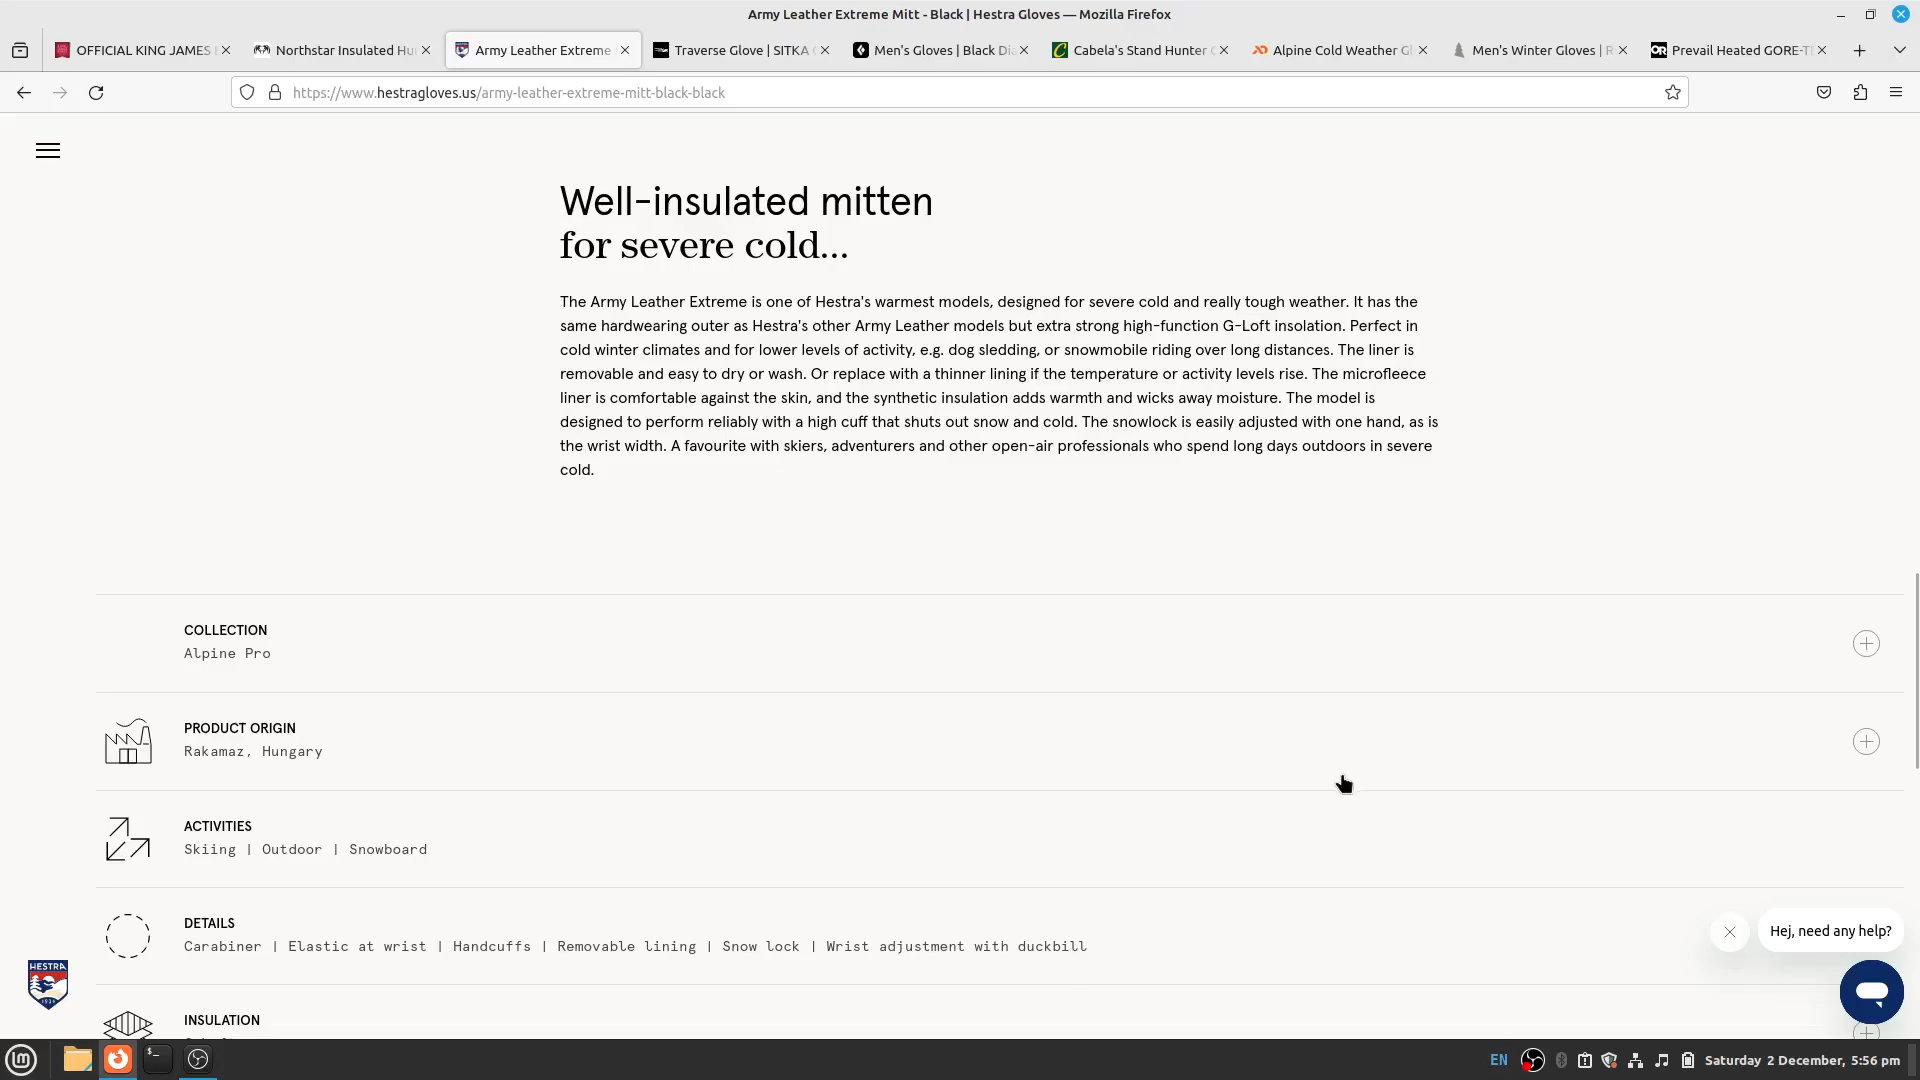 Army Leather Extreme Mitt - Black | Hestra Gloves — Mozilla Firefox
OFFICIAL KING JAMES
Northstar Insulated Hu
Army Leather Extreme
Traverse Glove | SITKA
Men's Gloves | Black Dia
Cabela's Stand Hunter
Alpine Cold Weather Gl
Men's Winter Gloves | R
OR
Prevail Heated GORE-T
https://www.hestragloves.us/army-leather-extreme-mitt-black-black
Well-insulated mitten
for severe cold...
The Army Leather Extreme is one of Hestra's warmest models, designed for severe cold and really tough weather. It has the
same hardwearing outer as Hestra's other Army Leather models but extra strong high-function G-Loft insolation. Perfect in
cold winter climates and for lower levels of activity, e.g. dog sledding, or snowmobile riding over long distances. The liner is
removable and easy to dry or wash. Or replace with a thinner lining if the temperature or activity levels rise. The microfleece
liner is comfortable against the skin, and the synthetic insulation adds warmth and wicks away moisture. The model is
designed to perform reliably with a high cuff that shuts out snow and cold. The snowlock is easily adjusted with one hand, as is
the wrist width. A favourite with skiers, adventurers and other open-air professionals who spend long days outdoors in severe
cold.
COLLECTION
Alpine Pro
PRODUCT ORIGIN
Rakamaz, Hungary
ACTIVITIES
Skiing | Outdoor | Snowboard
DETAILS
Carabiner | Elastic at wrist | Handcuffs | Removable lining | Snow lock | Wrist adjustment with duckbill
Hej, need any help?
HESTRA
INSULATION
EN
Saturday 2 December, 5:56 pm